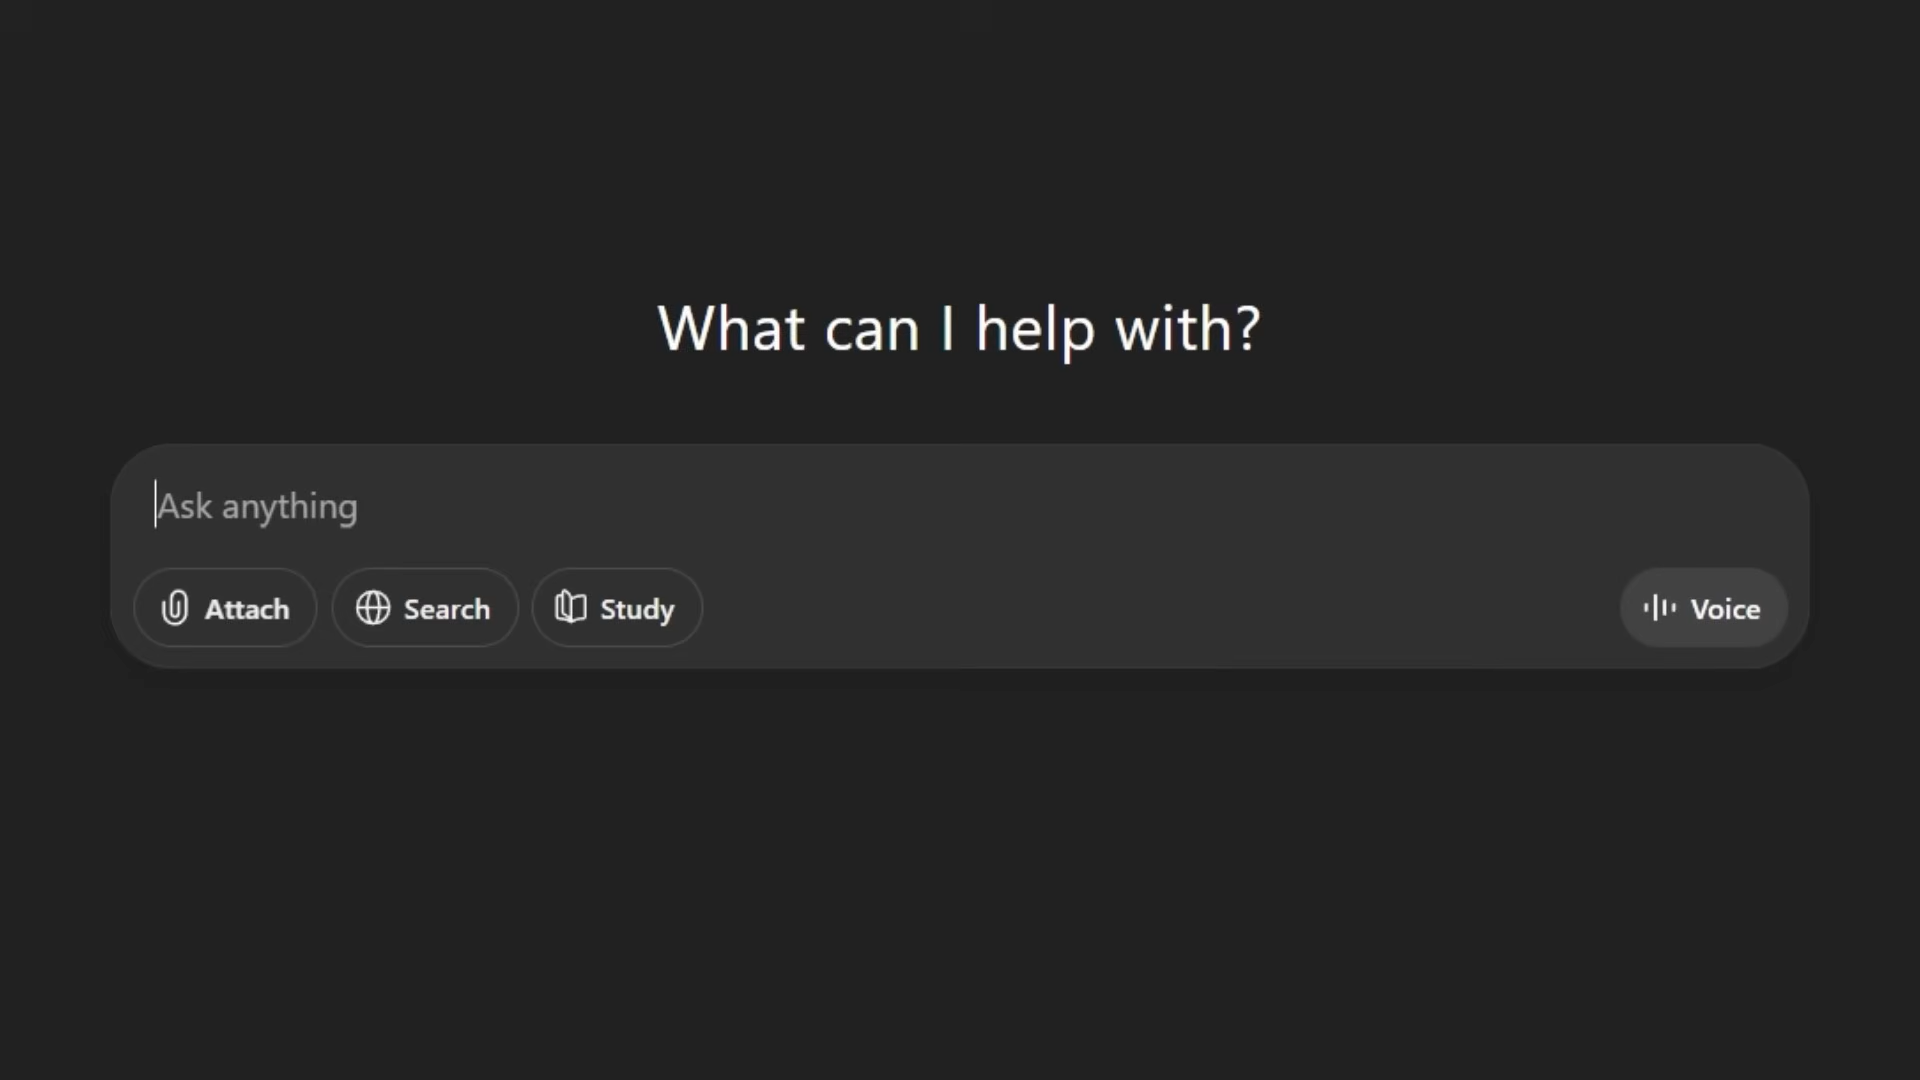 What can I help with?
Ask anything
Attach
Search
Study
Voice